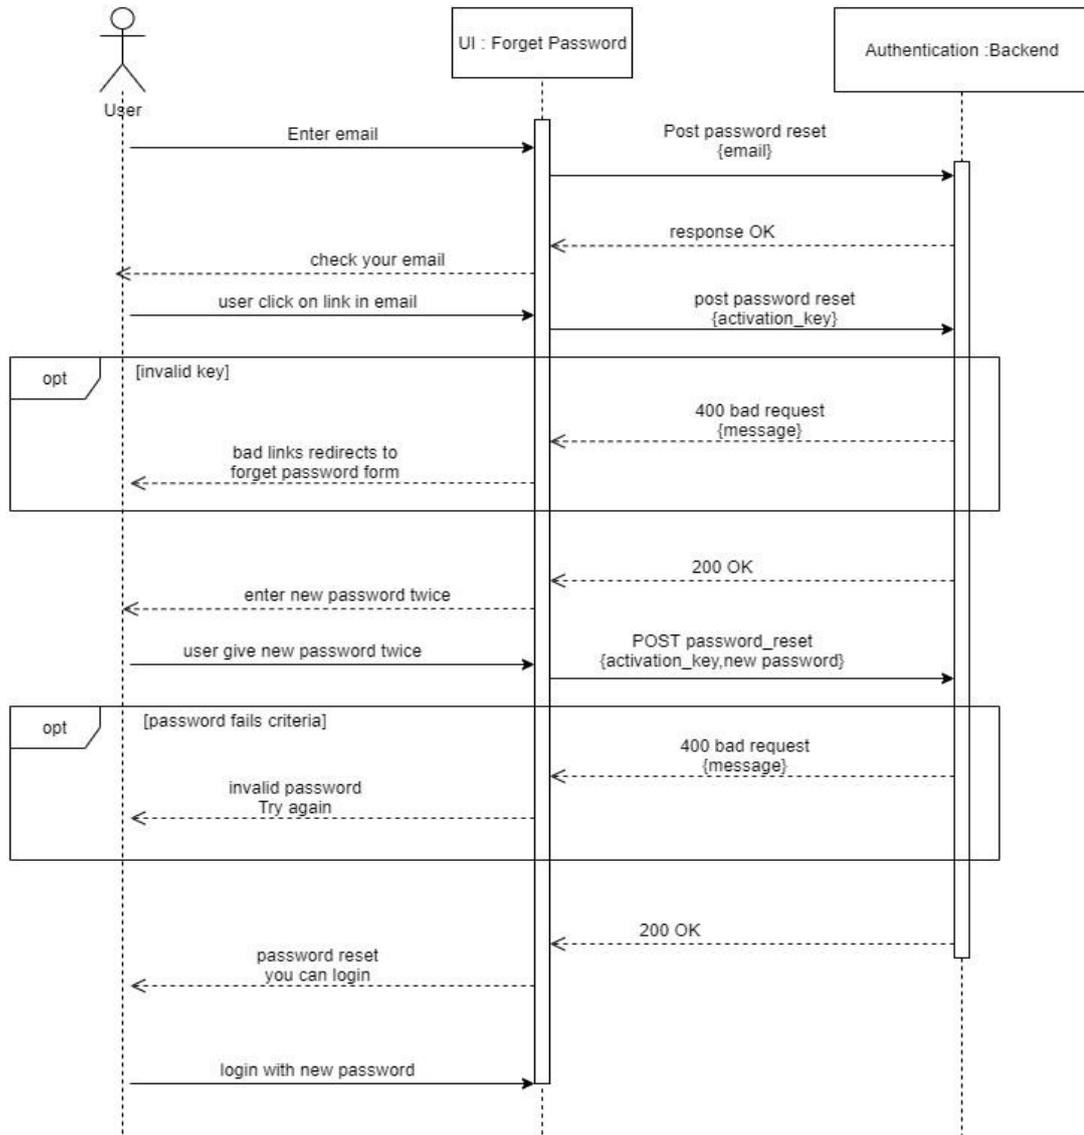 UI : Forget Password
Authentication :Backend
User
Enter email
Post password reset
{email}
response OK
check your email
user click on link in email
post password reset
{activation_key}
opt
[invalid key]
400 bad request
{message}
bad links redirects to
forget password form
200 OK
enter new password twice
user give new password twice
POST password_reset
{activation_key,new password}
opt
[password fails criteria]
400 bad request
{message}
invalid password
Try again
200 OK
password reset
you can login
login with new password